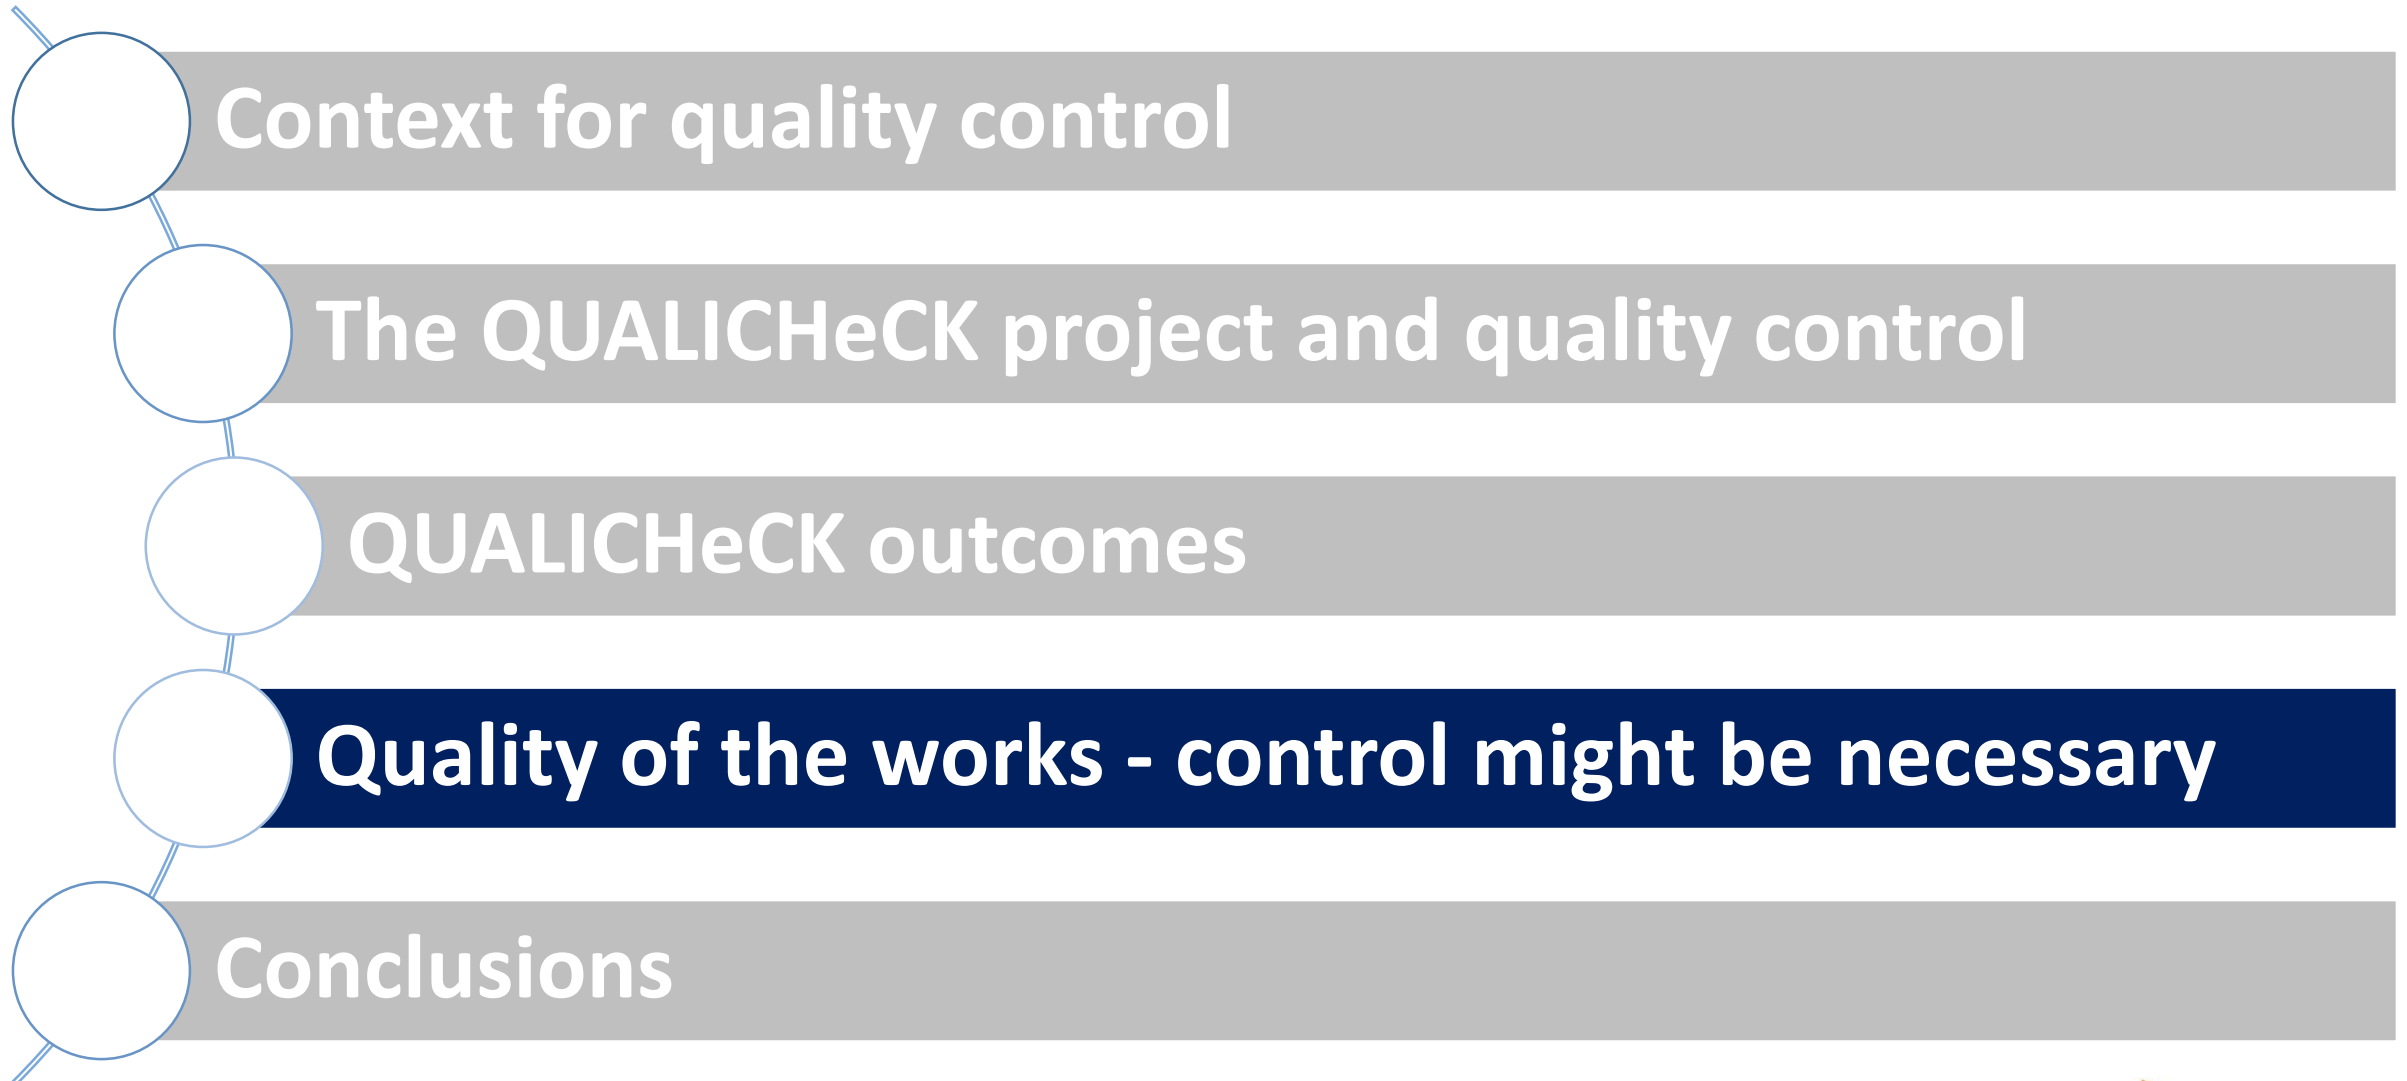 Context for quality control
The QUALICHeCK project and quality control
QUALICHeCK outcomes
Quality of the works - control might be necessary
Conclusions